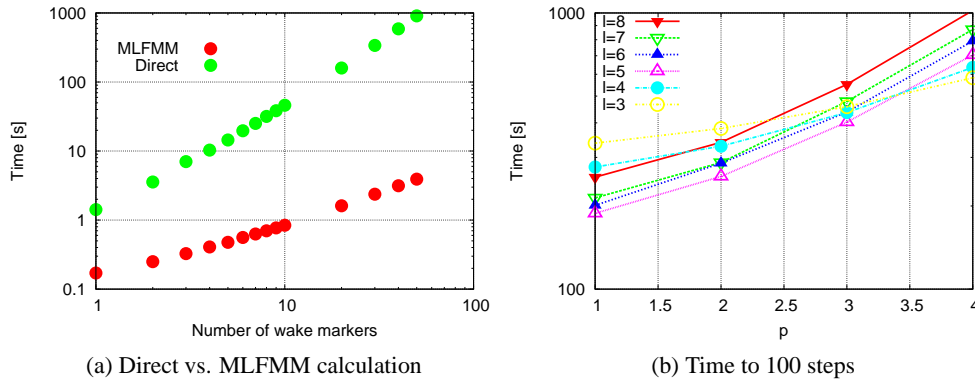 1000
100
10
1
0.1
Time [s]
MLFMM
Direct
1
10
100
Number of wake markers
(a) Direct vs. MLFMM calculation
1000
100
Time [s]
l=8
l=7
l=6
l=5
l=4
l=3
1 1.5 2 2.5 3 3.5 4
p
(b) Time to 100 steps